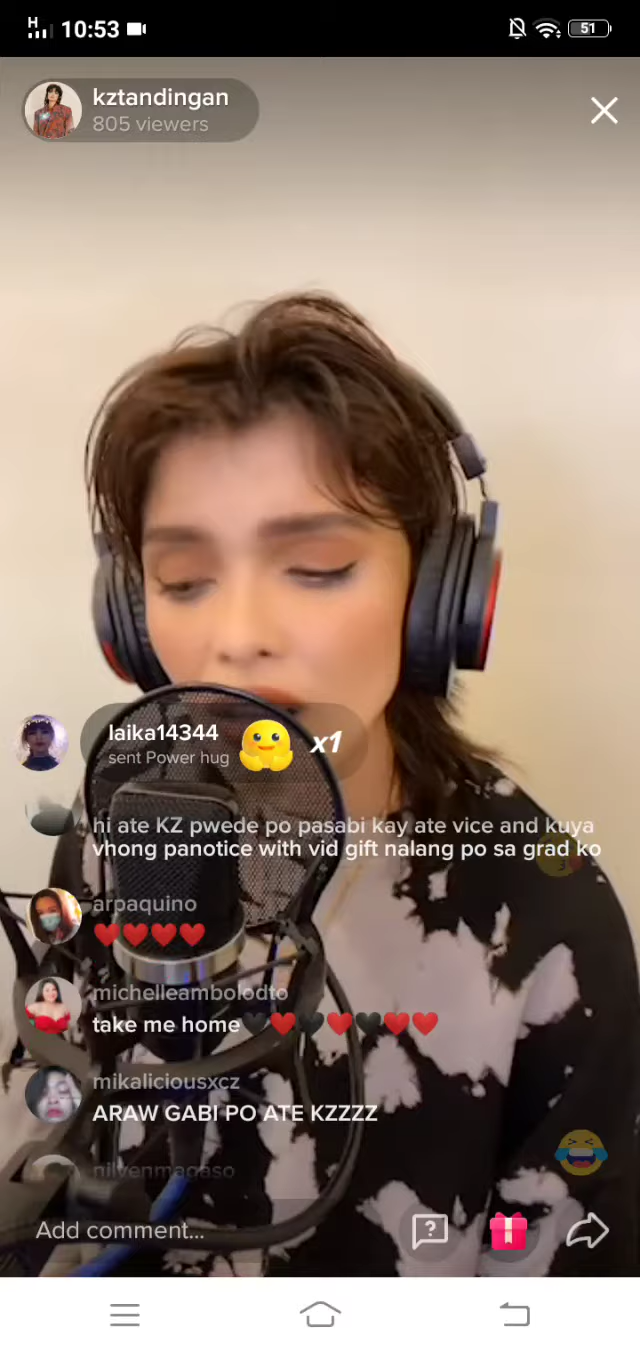 H
10:53
51
kztandingan
805 viewers
laika14344
sent Power hug
x1
hi ate KZ pwede po pasabi kay ate vice and kuya
vhong panotice with vid gift nalang po sa grad ko
arpaquino
❤️❤️❤️❤️
michelleambolodto
take me home🖤❤️🖤❤️🖤❤️❤️
mikaliciousxcz
ARAW GABI PO ATE KZZZZ
nilvenmagaso
Add comment...